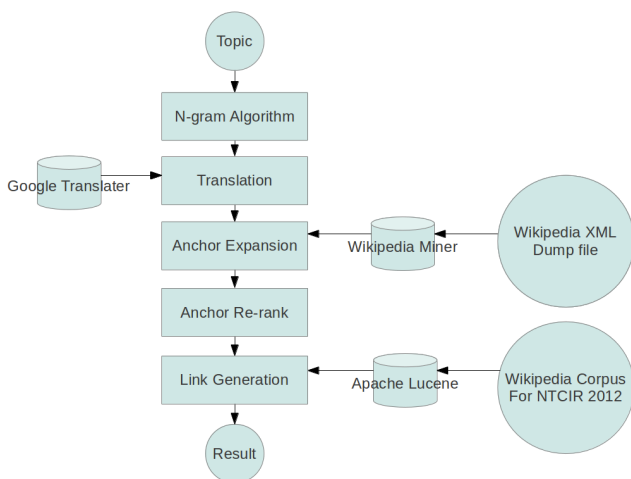 Topic
N-gram Algorithm
Google Translater
Translation
Anchor Expansion
Wikipedia Miner
Wikipedia XML
Dump file
Anchor Re-rank
Link Generation
Apache Lucene
Wikipedia Corpus
For NTCIR 2012
Result